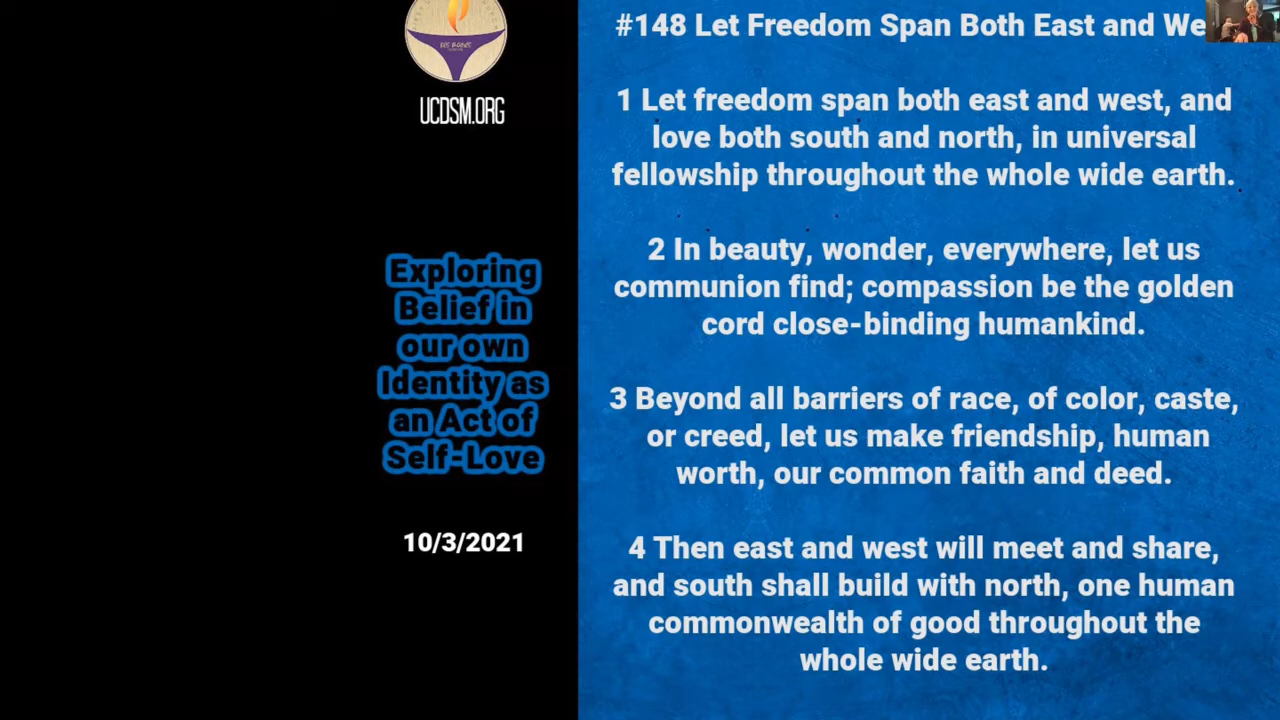 DES MOINES
UCDSM.ORG
Exploring
Belief in
our own
Identity as
an Act of
Self-Love
10/3/2021
#148 Let Freedom Span Both East and We
1 Let freedom span both east and west, and
love both south and north, in universal
fellowship throughout the whole wide earth.
2 In beauty, wonder, everywhere, let us
communion find; compassion be the golden
cord close-binding humankind.
3 Beyond all barriers of race, of color, caste,
or creed, let us make friendship, human
worth, our common faith and deed.
4 Then east and west will meet and share,
and south shall build with north, one human
commonwealth of good throughout the
whole wide earth.